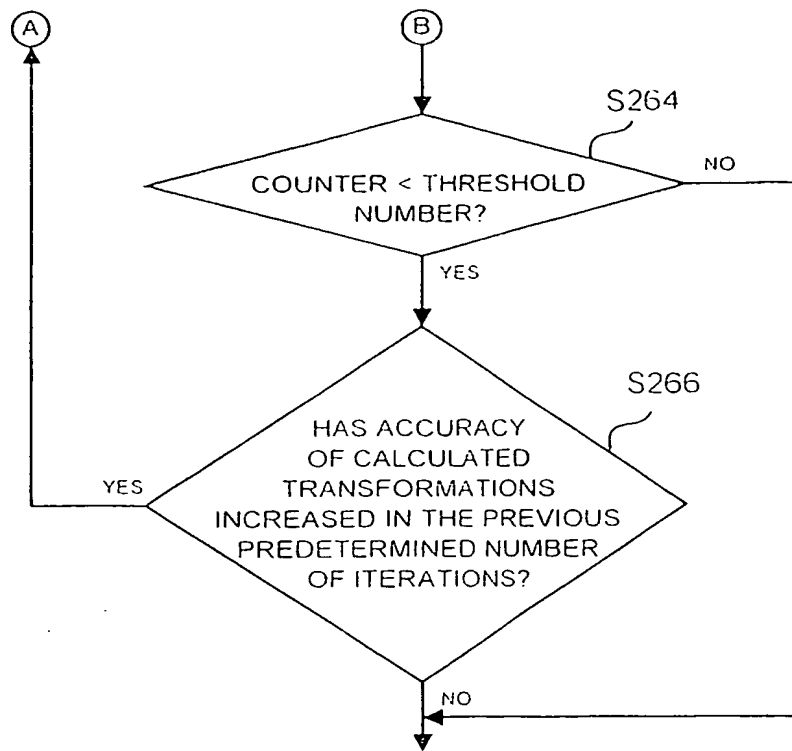 A
B
S264
COUNTER < THRESHOLD
NUMBER?
NO
YES
S266
HAS ACCURACY
OF CALCULATED
TRANSFORMATIONS
INCREASED IN THE PREVIOUS
PREDETERMINED NUMBER
OF ITERATIONS?
YES
NO